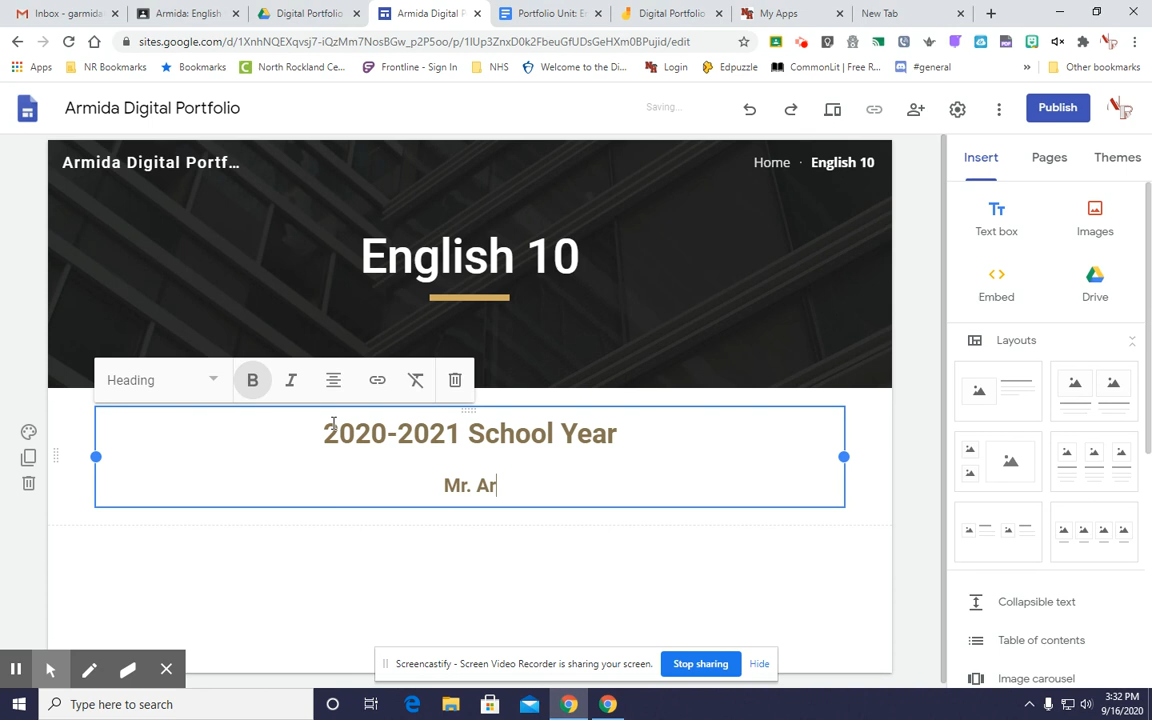 Inbox - garmida
Armida: English
Digital Portfolio
Armida Digital P
Portfolio Unit: E
Digital Portfolio
My Apps
New Tab
sites.google.com/d/1XnhNQEXqvsj7-iQzMm7NosBGw_p2P5oo/p/1IUp3ZnxD0k2FbeuGfUDsGeHXm0BPujid/edit
Apps
NR Bookmarks
Bookmarks
North Rockland Ce...
Frontline - Sign In
NHS
Welcome to the Di...
Login
Edpuzzle
CommonLit | Free R...
#general
Other bookmarks
Armida Digital Portfolio
Saving...
Publish
Armida Digital Portf...
Home · English 10
Insert
Pages
Themes
English 10
Text box
Images
Embed
Drive
Heading
B
I
Layouts
2020-2021 School Year
Mr. Ar
Collapsible text
Table of contents
Image carousel
Screencastify - Screen Video Recorder is sharing your screen.
Stop sharing
Hide
Type here to search
3:32 PM
9/16/2020